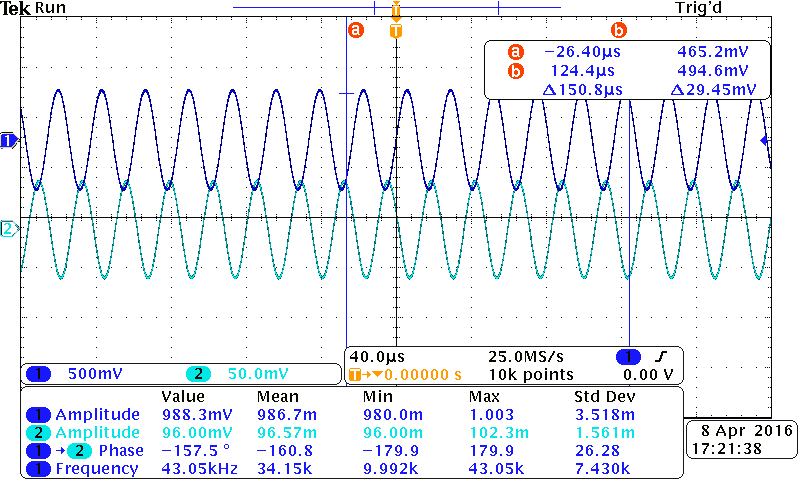 Tek Run Trig'd
T
a T b
a −26.40µs 465.2mV
b 124.4µs 494.6mV
Δ150.8µs Δ29.45mV
1
2
40.0µs 25.0MS/s 1
1 500mV 2 50.0mV T→▼0.00000 s 10k points 0.00 V
Value Mean Min Max Std Dev
1 Amplitude 988.3mV 986.7m 980.0m 1.003 3.518m
2 Amplitude 96.00mV 96.57m 96.00m 102.3m 1.561m
1 → 2 Phase −157.5 ° −160.8 −179.9 179.9 26.28
1 Frequency 43.05kHz 34.15k 9.992k 43.05k 7.430k
8 Apr 2016
17:21:38